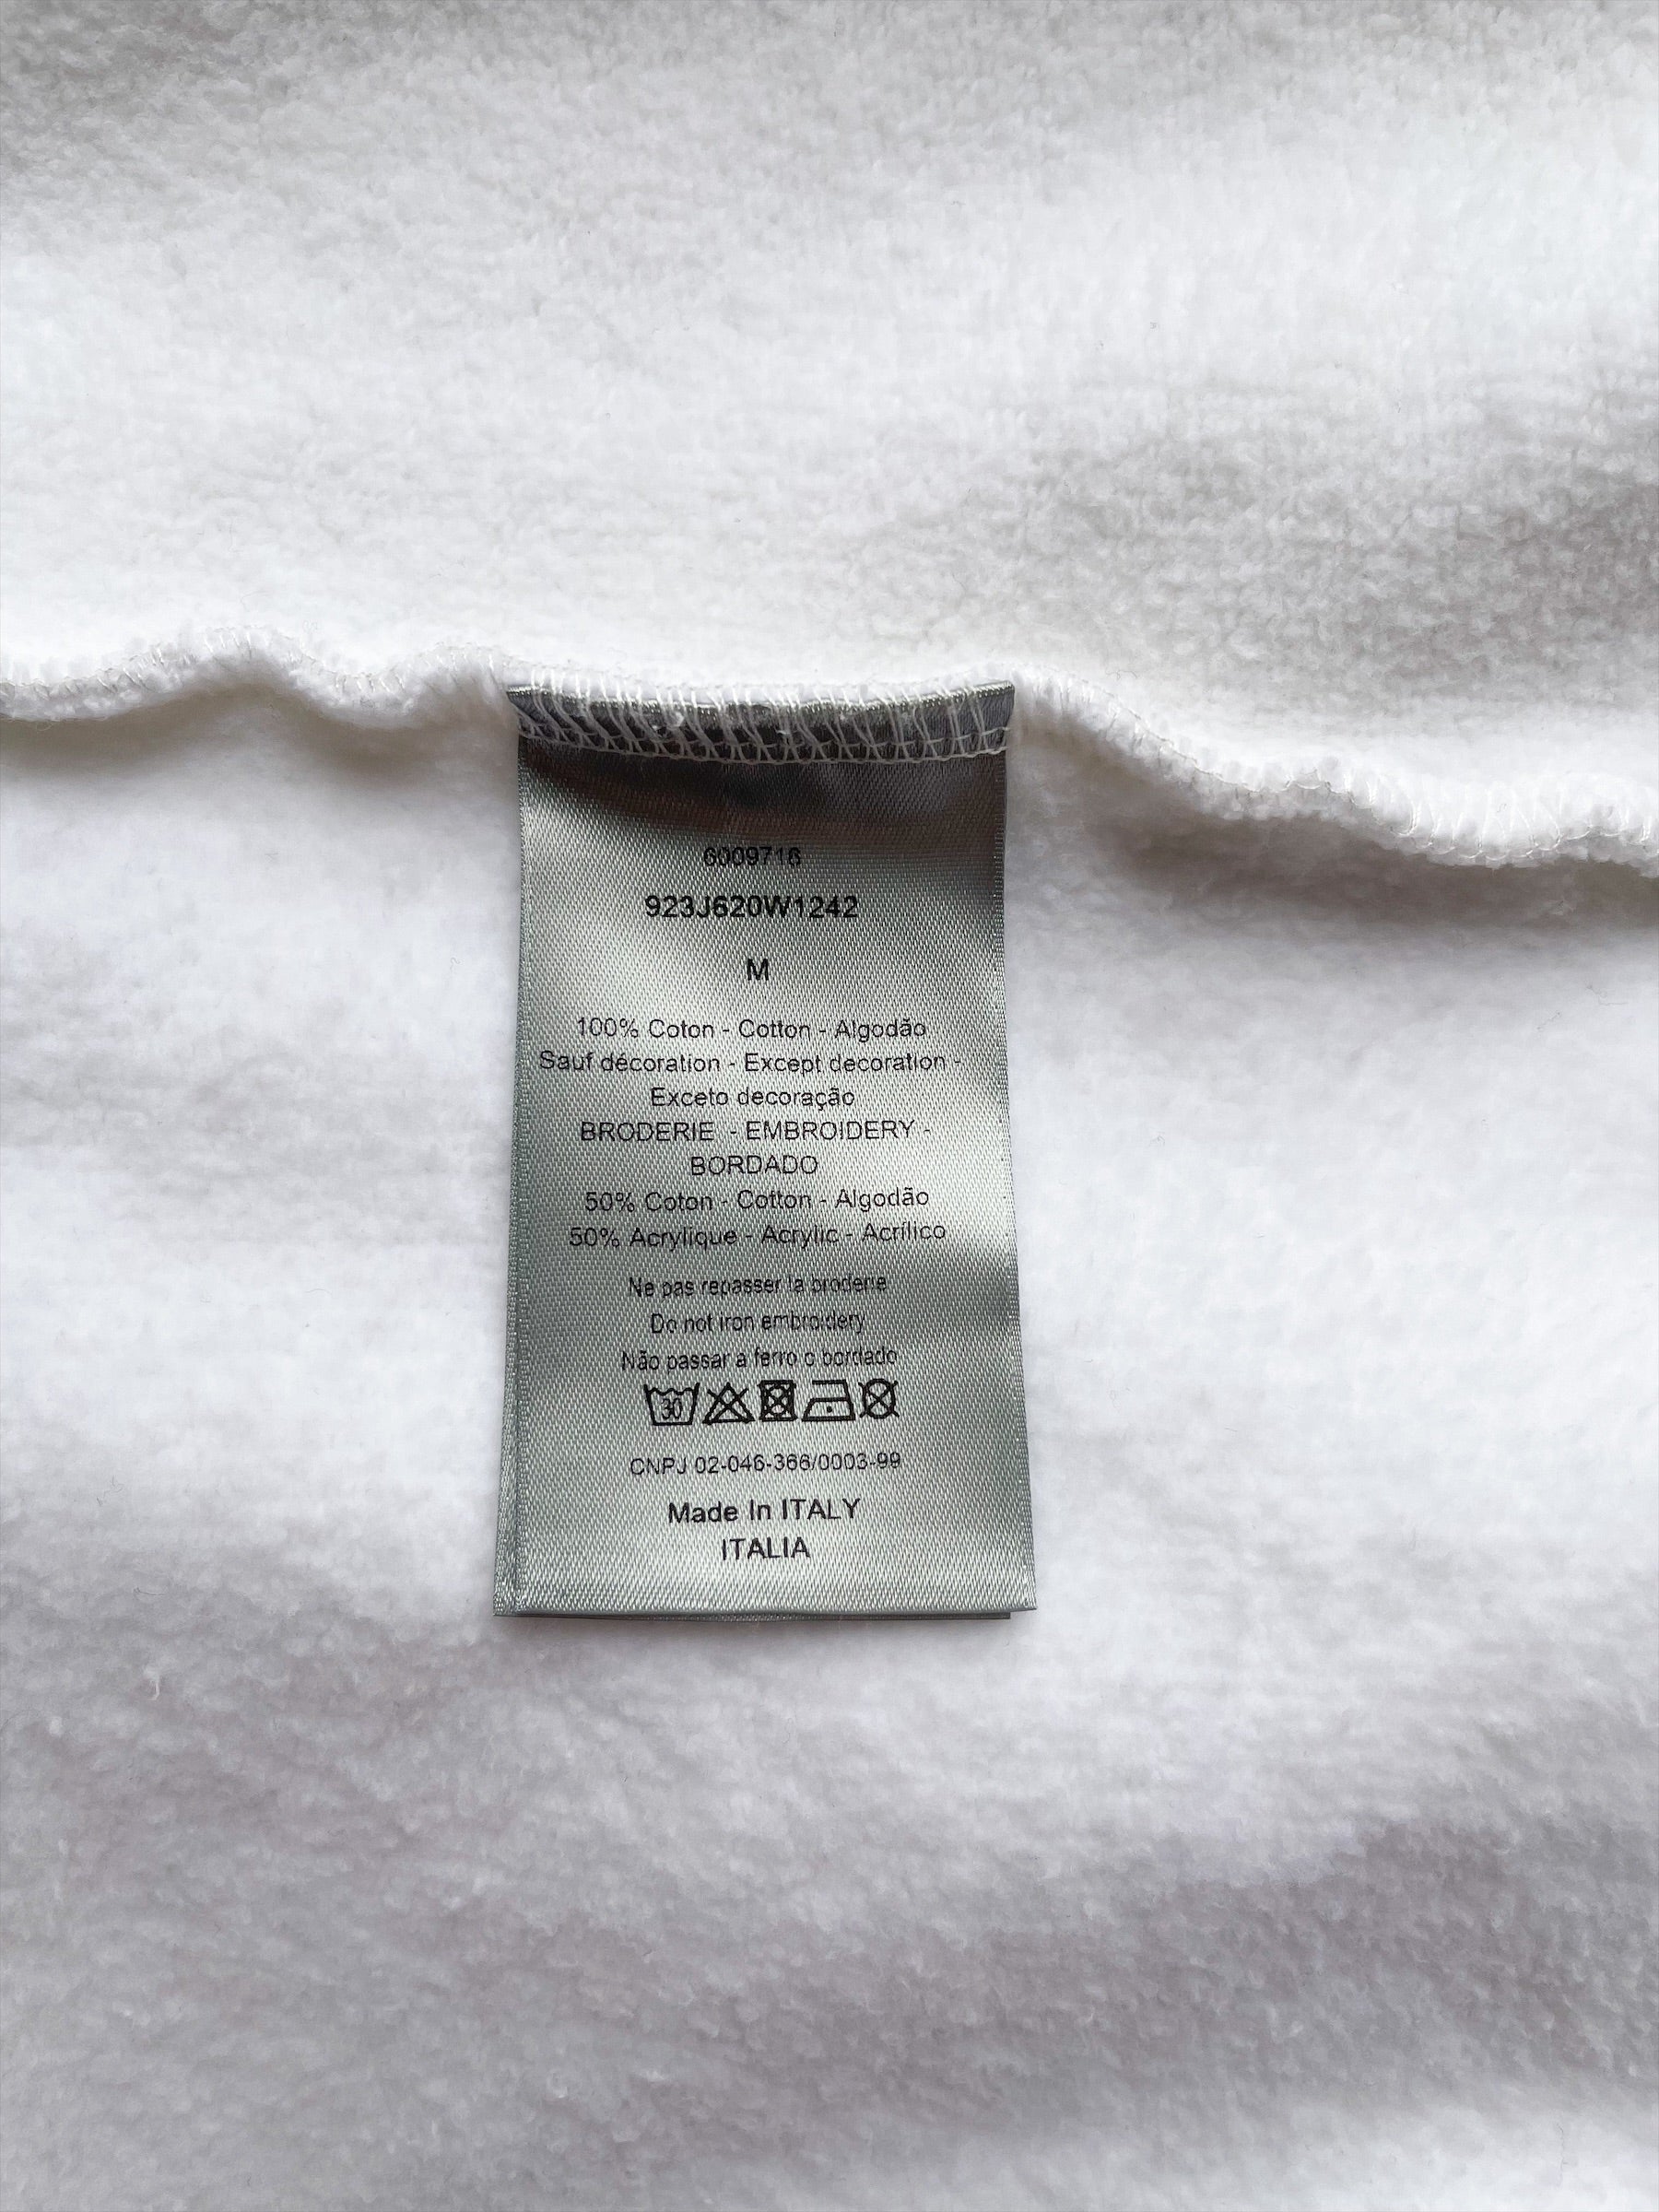 6009716
923J620W1242
M
100% Coton - Cotton - Algodão
Sauf décoration - Except decoration -
Exceto decoração
BRODERIE - EMBROIDERY -
BORDADO
50% Coton - Cotton - Algodão
50% Acrylique - Acrylic - Acrílico
Ne pas repasser la broderie
Do not iron embroidery
Não passar a ferro o bordado
30
CNPJ 02-046-366/0003-99
Made In ITALY
ITALIA